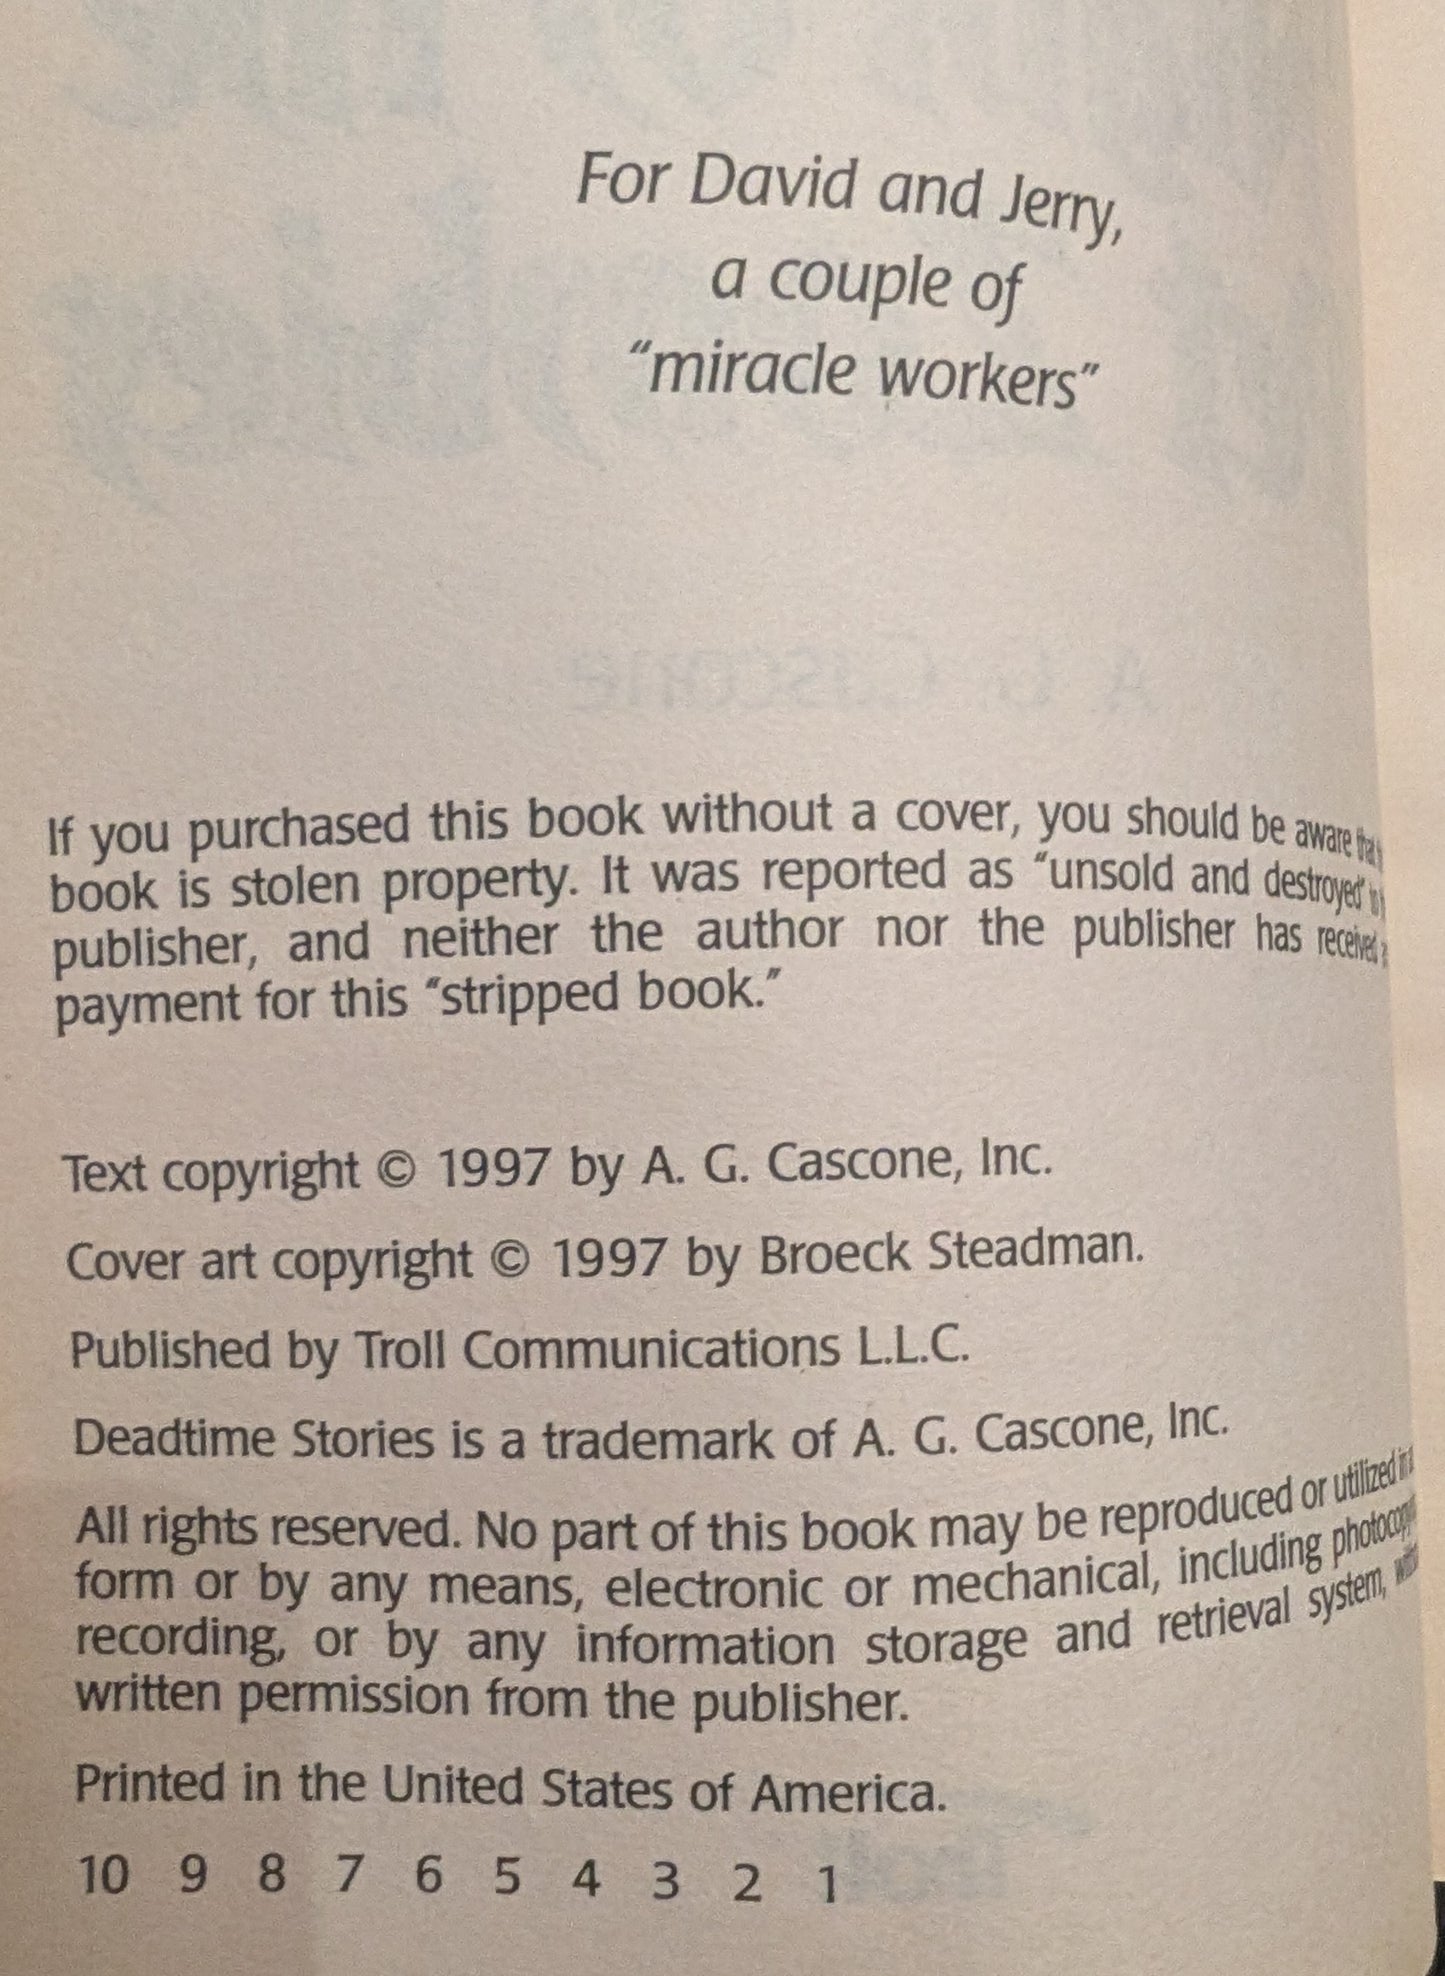 For David and Jerry,
a couple of
“miracle workers”
A. G. Cascone
If you purchased this book without a cover, you should be aware that
book is stolen property. It was reported as “unsold and destroyed”
publisher, and neither the author nor the publisher has received
payment for this “stripped book.”
Text copyright © 1997 by A. G. Cascone, Inc.
Cover art copyright © 1997 by Broeck Steadman.
Published by Troll Communications L.L.C.
Deadtime Stories is a trademark of A. G. Cascone, Inc.
All rights reserved. No part of this book may be reproduced or utilized in
form or by any means, electronic or mechanical, including
recording, or by any information storage and retrieval system,
written permission from the publisher.
Printed in the United States of America.
10 9 8 7 6 5 4 3 2 1